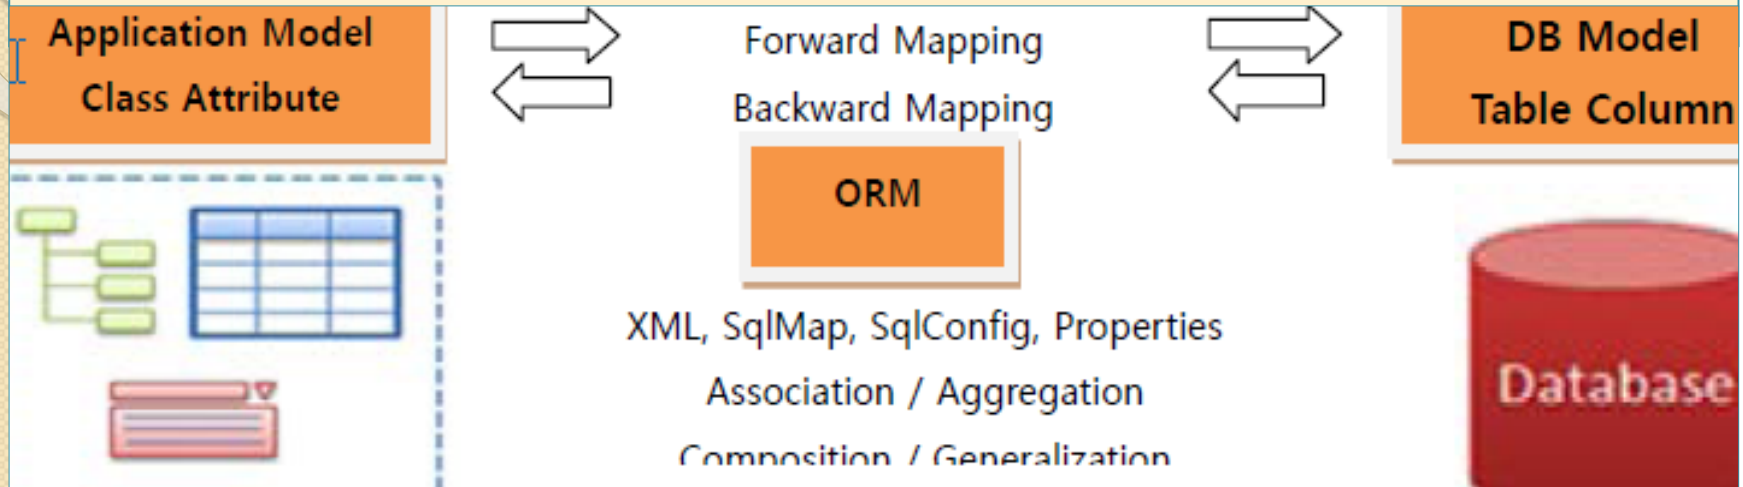 Application Model
Class Attribute
Forward Mapping
Backward Mapping
DB Model
Table Column
ORM
XML, SqlMap, SqlConfig, Properties
Association / Aggregation
Composition / Generalization
Database